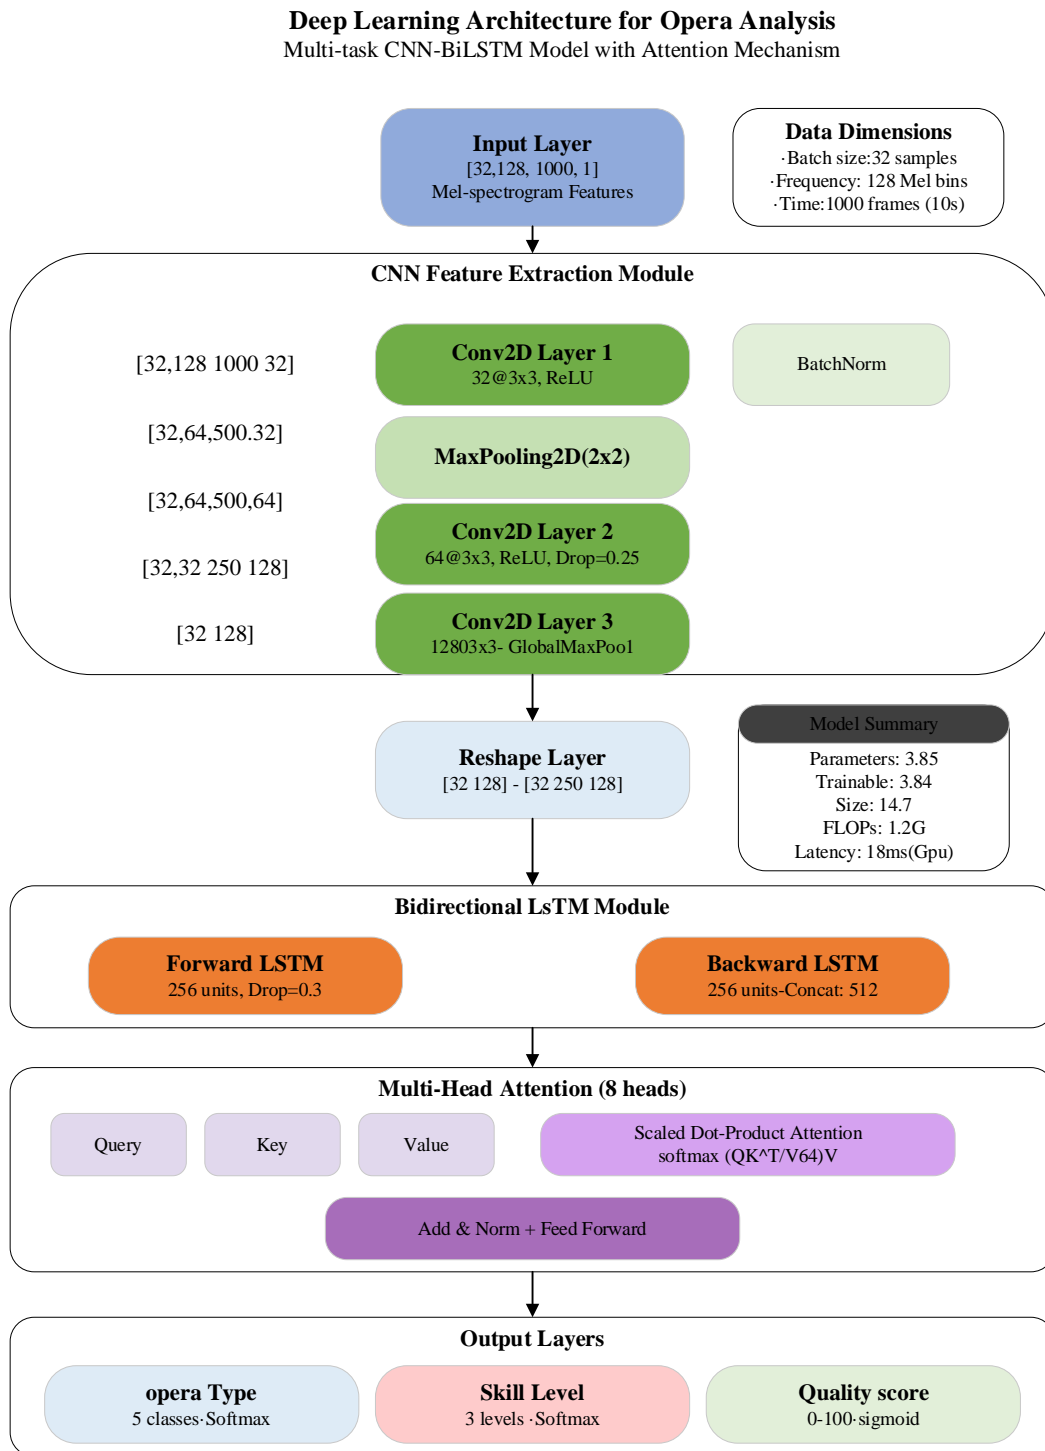 Deep Learning Architecture for Opera Analysis
Multi-task CNN-BiLSTM Model with Attention Mechanism
Input Layer
[32,128, 1000, 1]
Mel-spectrogram Features
Data Dimensions
·Batch size:32 samples
·Frequency: 128 Mel bins
·Time:1000 frames (10s)
CNN Feature Extraction Module
[32,128 1000 32]
Conv2D Layer 1
32@3x3, ReLU
BatchNorm
[32,64,500.32]
MaxPooling2D(2x2)
[32,64,500,64]
Conv2D Layer 2
64@3x3, ReLU, Drop=0.25
[32,32 250 128]
Conv2D Layer 3
12803x3- GlobalMaxPoo1
[32 128]
Reshape Layer
[32 128] - [32 250 128]
Model Summary
Parameters: 3.85
Trainable: 3.84
Size: 14.7
FLOPs: 1.2G
Latency: 18ms(Gpu)
Bidirectional LsTM Module
Forward LSTM
256 units, Drop=0.3
Backward LSTM
256 units-Concat: 512
Multi-Head Attention (8 heads)
Query
Key
Value
Scaled Dot-Product Attention
softmax (QK^T/V64)V
Add & Norm + Feed Forward
Output Layers
opera Type
5 classes·Softmax
Skill Level
3 levels ·Softmax
Quality score
0-100·sigmoid